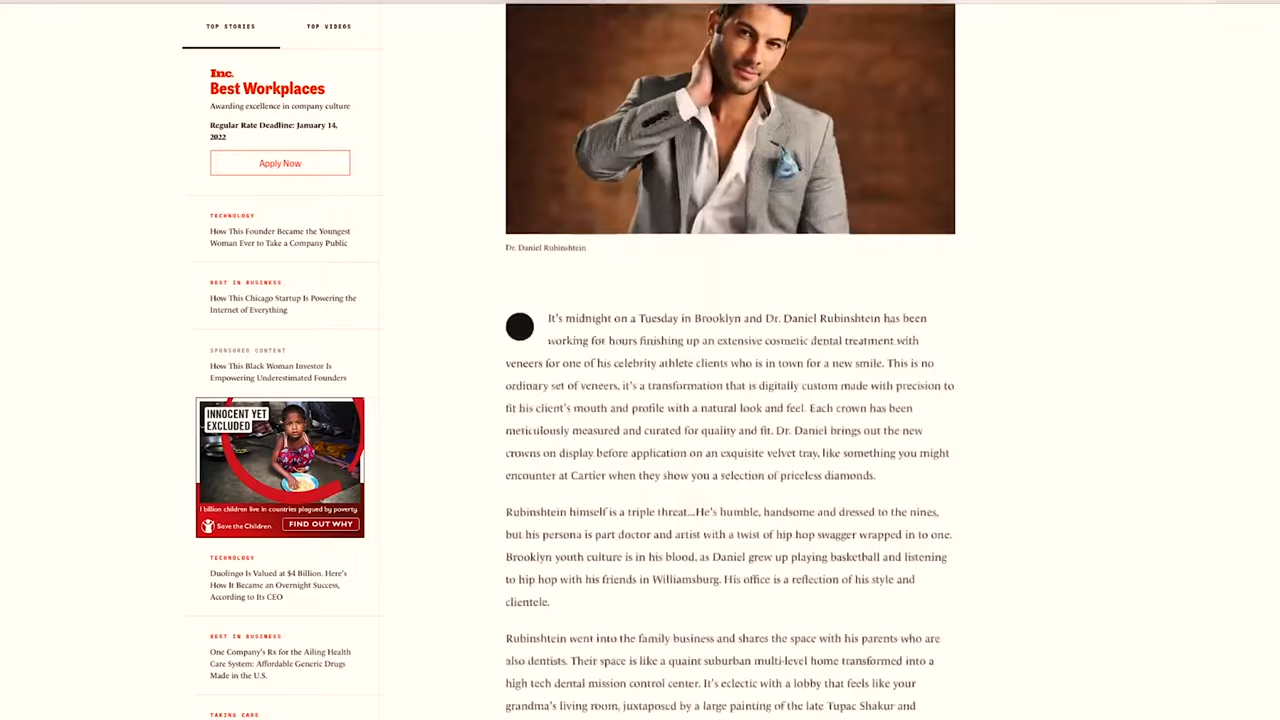 TOP STORIES
TOP VIDEOS
Inc.
Best Workplaces
Awarding excellence in company culture
Regular Rate Deadline: January 14,
2022
Apply Now
TECHNOLOGY
How This Founder Became the Youngest
Woman Ever to Take a Company Public
BEST IN BUSINESS
How This Chicago Startup Is Powering the
Internet of Everything
SPONSORED CONTENT
How This Black Woman Investor Is
Empowering Underestimated Founders
INNOCENT YET
EXCLUDED
1 billion children live in countries plagued by poverty
Save the Children.
FIND OUT WHY
TECHNOLOGY
Duolingo Is Valued at $4 Billion. Here's
How It Became an Overnight Success,
According to Its CEO
BEST IN BUSINESS
One Company's Rx for the Ailing Health
Care System: Affordable Generic Drugs
Made in the U.S.
TAKING CARE
Dr. Daniel Rubinshtein
It's midnight on a Tuesday in Brooklyn and Dr. Daniel Rubinshtein has been
working for hours finishing up an extensive cosmetic dental treatment with
veneers for one of his celebrity athlete clients who is in town for a new smile. This is no
ordinary set of veneers, it's a transformation that is digitally custom made with precision to
fit his client's mouth and profile with a natural look and feel. Each crown has been
meticulously measured and curated for quality and fit. Dr. Daniel brings out the new
crowns on display before application on an exquisite velvet tray, like something you might
encounter at Cartier when they show you a selection of priceless diamonds.
Rubinshtein himself is a triple threat...He's humble, handsome and dressed to the nines,
but his persona is part doctor and artist with a twist of hip hop swagger wrapped in to one.
Brooklyn youth culture is in his blood, as Daniel grew up playing basketball and listening
to hip hop with his friends in Williamsburg. His office is a reflection of his style and
clientele.
Rubinshtein went into the family business and shares the space with his parents who are
also dentists. Their space is like a quaint suburban multi-level home transformed into a
high tech dental mission control center. It's eclectic with a lobby that feels like your
grandma's living room, juxtaposed by a large painting of the late Tupac Shakur and